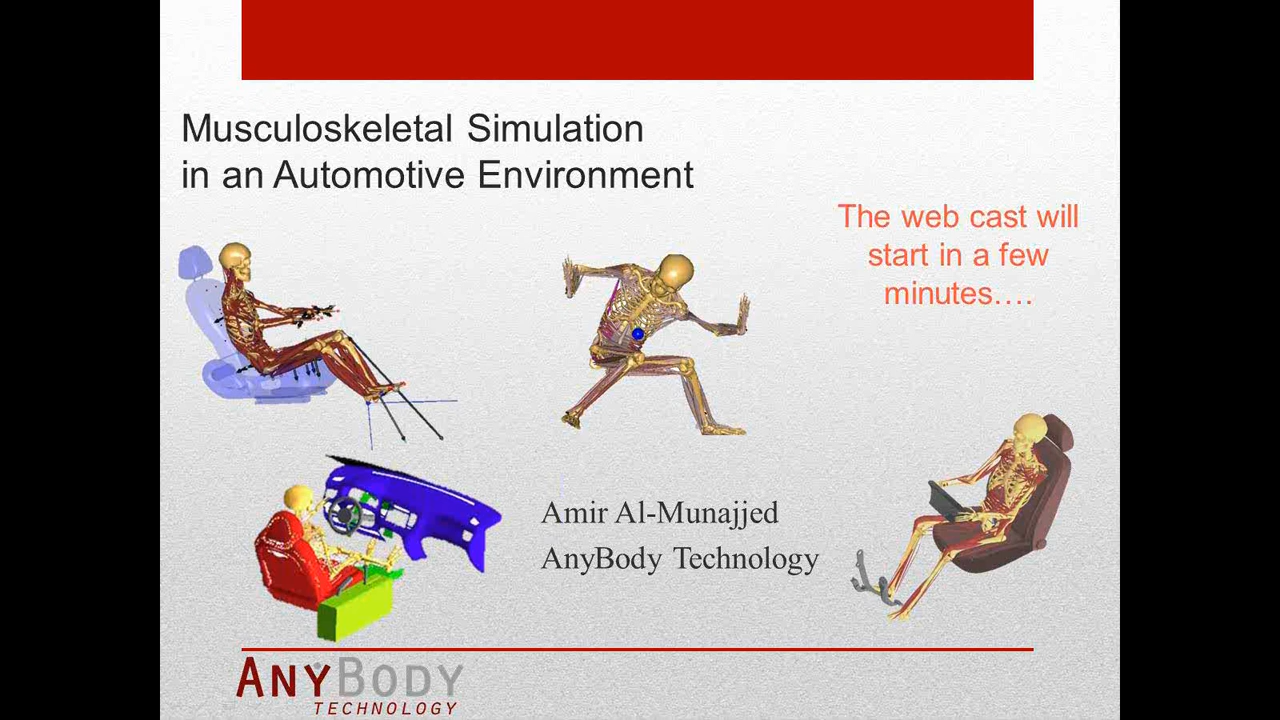 Musculoskeletal Simulation
in an Automotive Environment
The web cast will
start in a few
minutes….
Amir Al-Munajjed
AnyBody Technology
ANYBODY
TECHNOLOGY